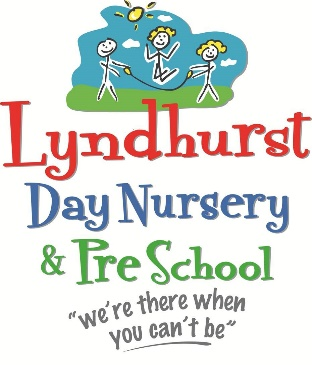 Lyndhurst
Day Nursery
& Pre School
"we're there when
you can't be"